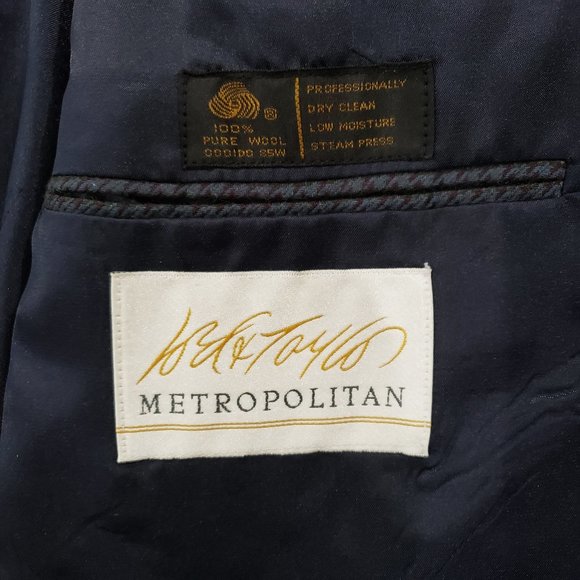 100%
PURE WOOL
PROFESSIONALLY
DRY CLEAN
LOW MOISTURE
STEAM PRESS
Lord & Taylor
METROPOLITAN